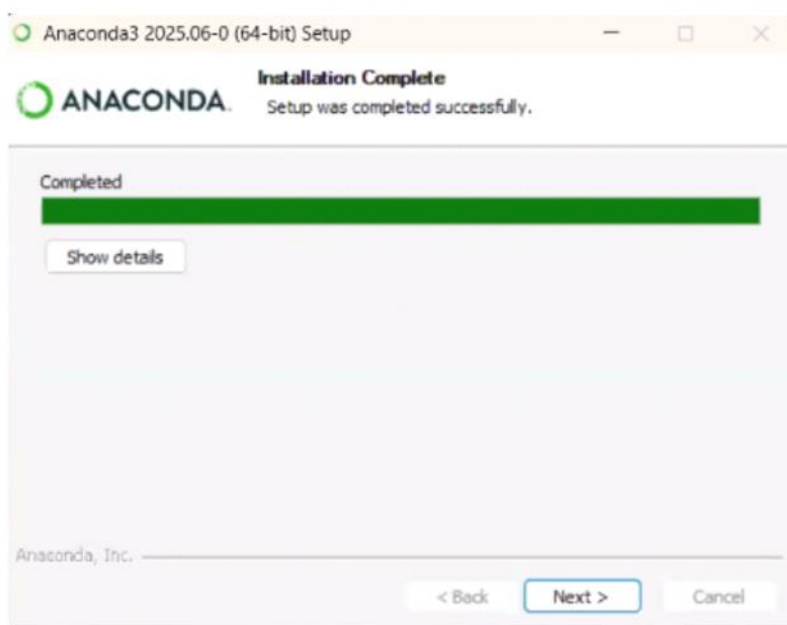 Anaconda3 2025.06-0 (64-bit) Setup
ANACONDA.
Installation Complete
Setup was completed successfully.
Completed
Show details
Anaconda, Inc.
< Back Next > Cancel